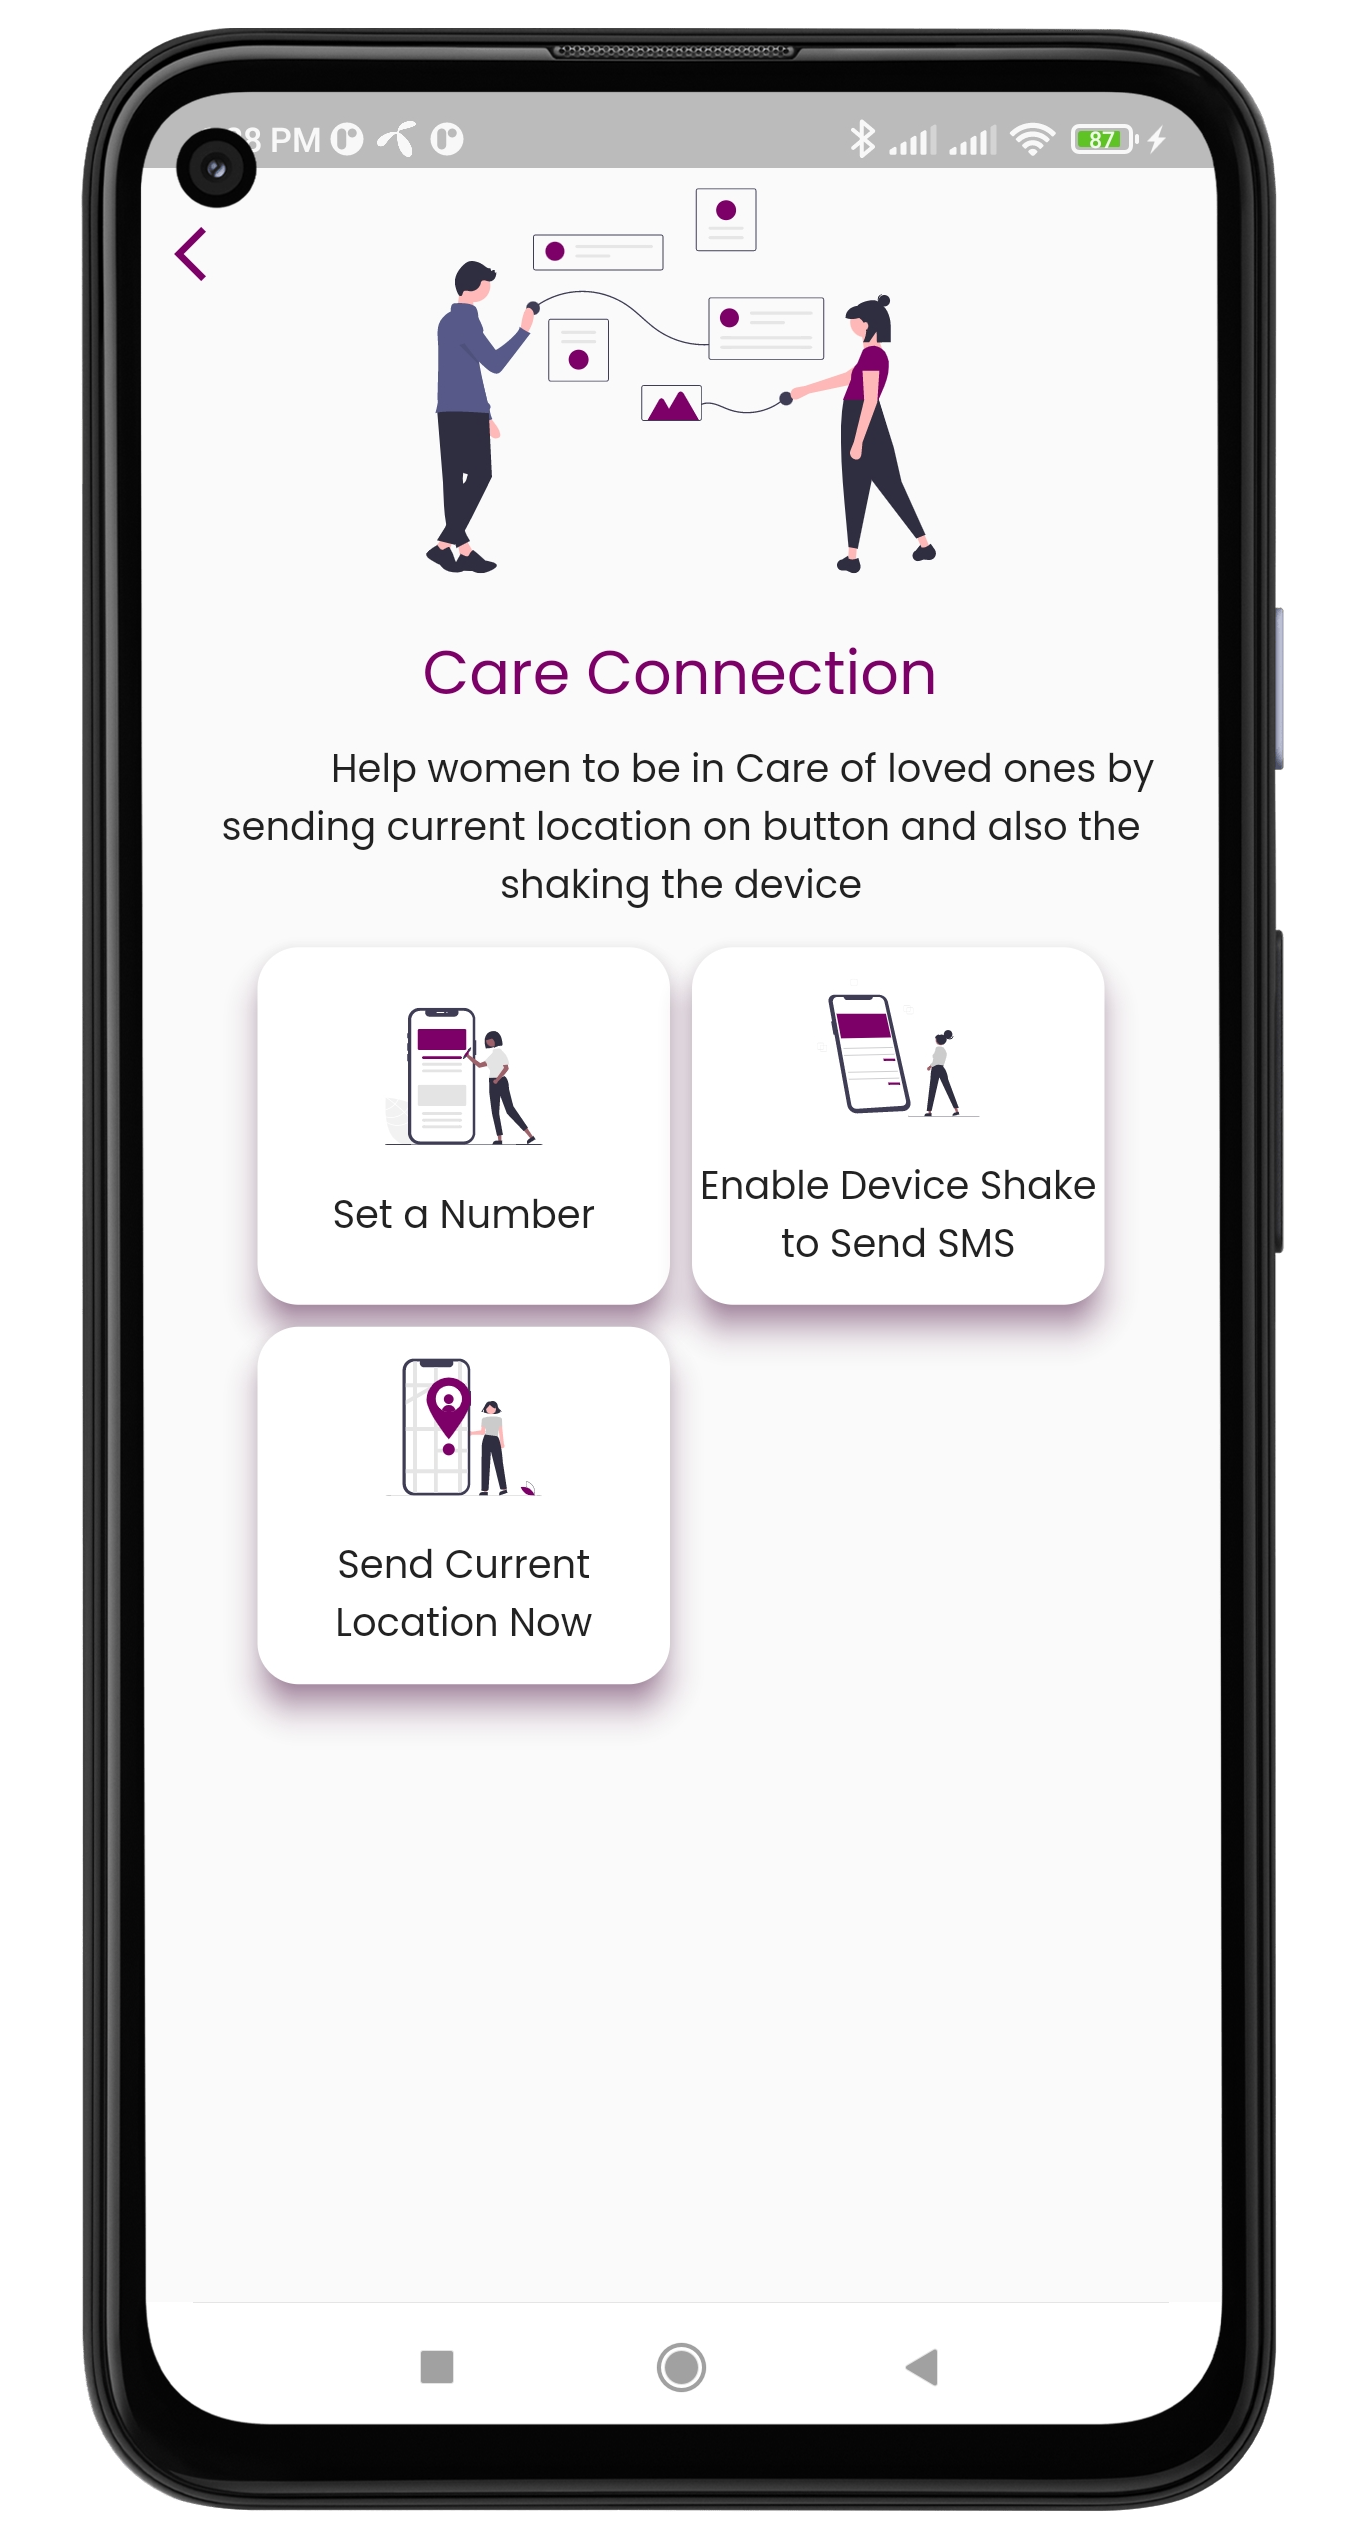 8 PM
87
Care Connection
Help women to be in Care of loved ones by
sending current location on button and also the
shaking the device
Set a Number
Enable Device Shake
to Send SMS
Send Current
Location Now